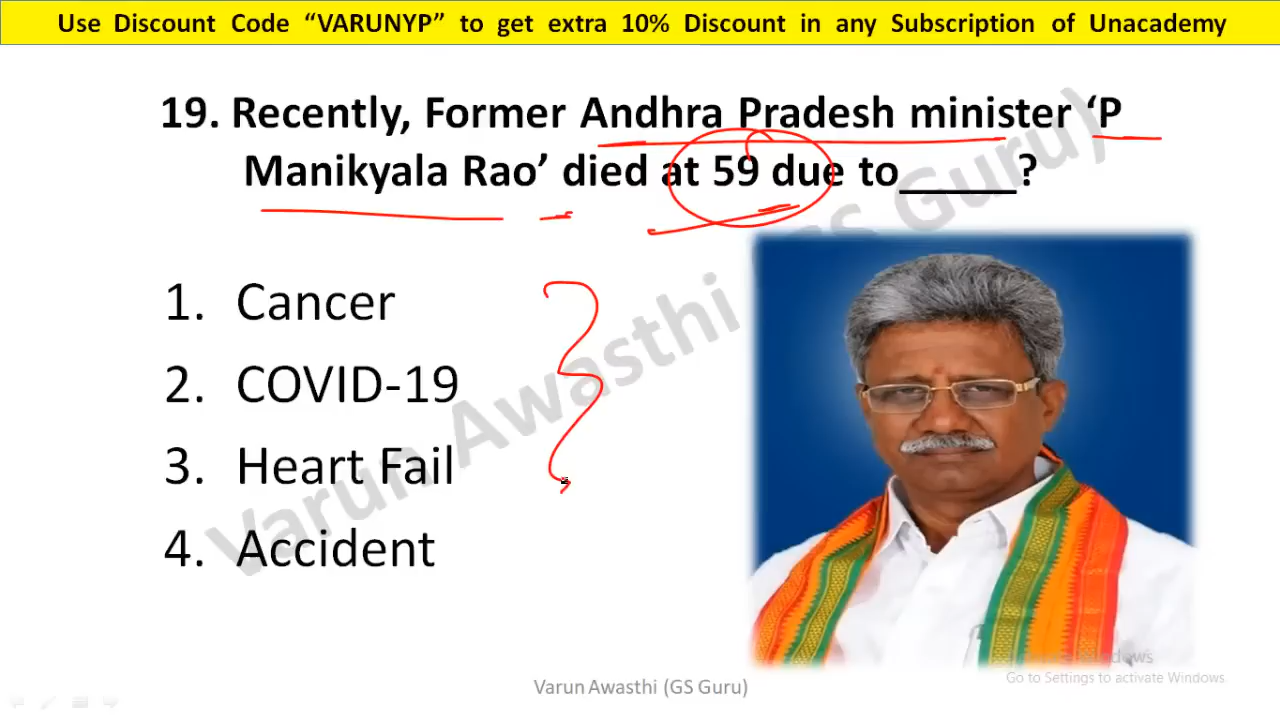 Use Discount Code “VARUNYP” to get extra 10% Discount in any Subscription of Unacademy
19. Recently, Former Andhra Pradesh minister ‘P
Manikyala Rao’ died at 59 due to_____?
1. Cancer
2. COVID-19
3. Heart Fail
4. Accident
Varun Awasthi (GS Guru)
Go to Settings to activate Windows.
Varun Awasthi (GS Guru)